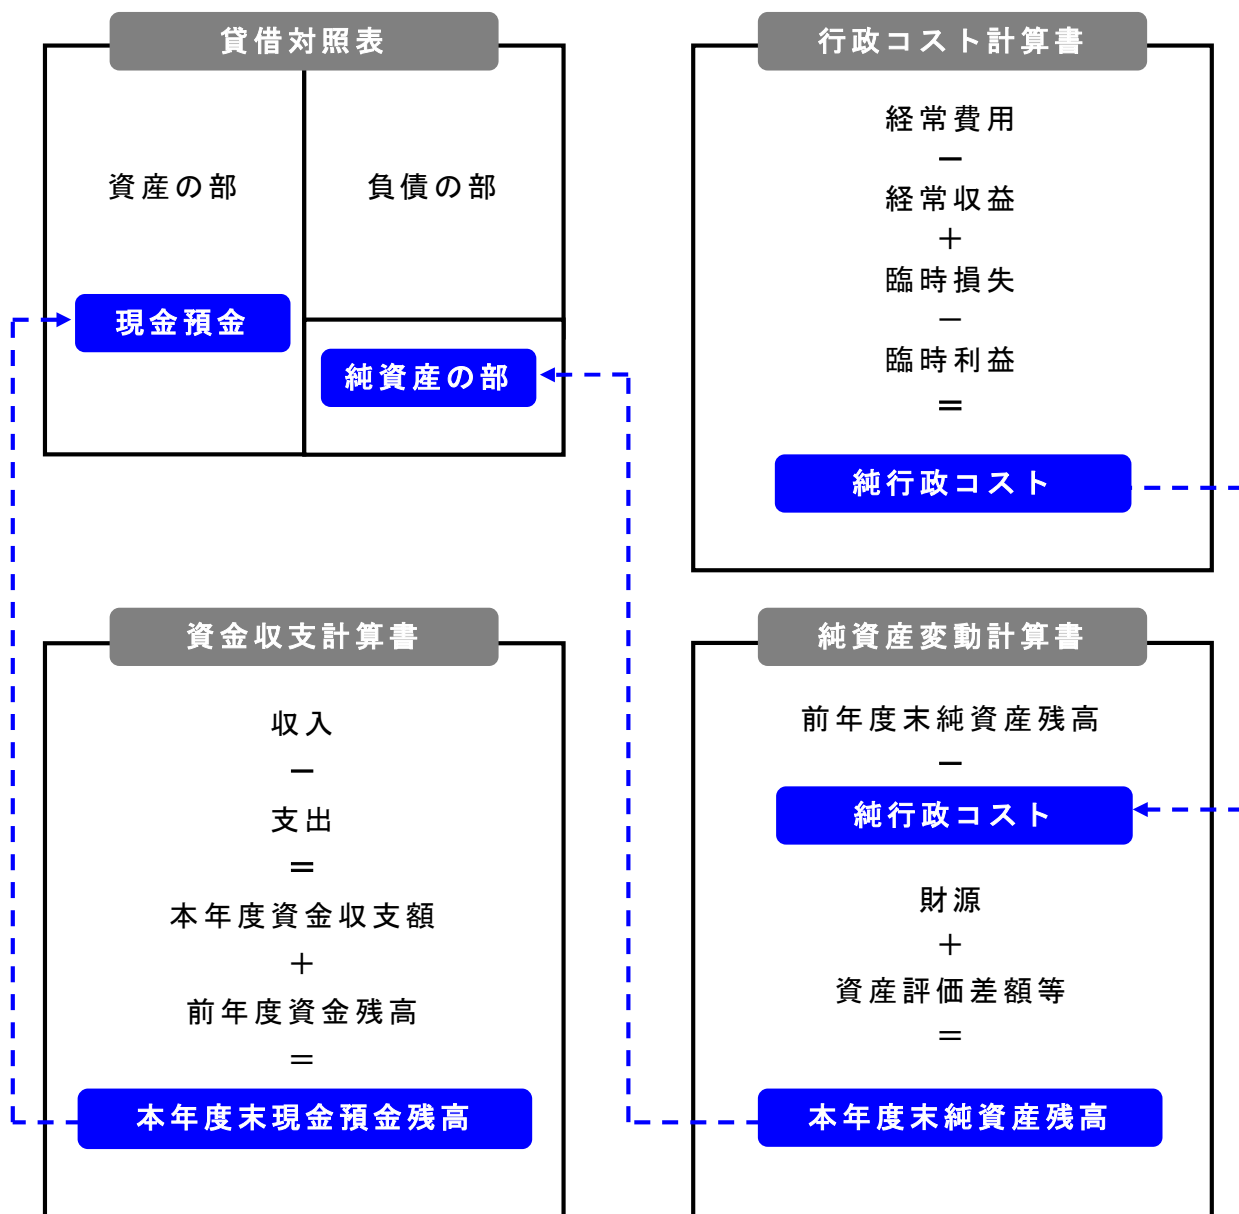 貸借対照表
資産の部
負債の部
現金預金
純資産の部
行政コスト計算書
経常費用
－
経常収益
＋
臨時損失
－
臨時利益
＝
純行政コスト
資金収支計算書
収入
－
支出
＝
本年度資金収支額
＋
前年度資金残高
＝
本年度末現金預金残高
純資産変動計算書
前年度末純資産残高
－
純行政コスト
財源
＋
資産評価差額等
＝
本年度末純資産残高